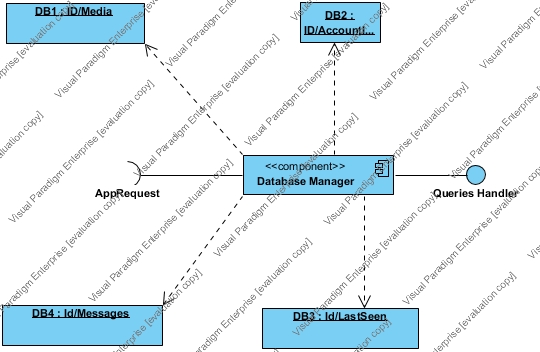 DB1 : ID/Media
DB2 :
ID/Accounti...
<<component>>
Database Manager
AppRequest
Queries Handler
DB4 : Id/Messages
DB3 : Id/LastSeen
Visual Paradigm Enterprise [evaluation copy]